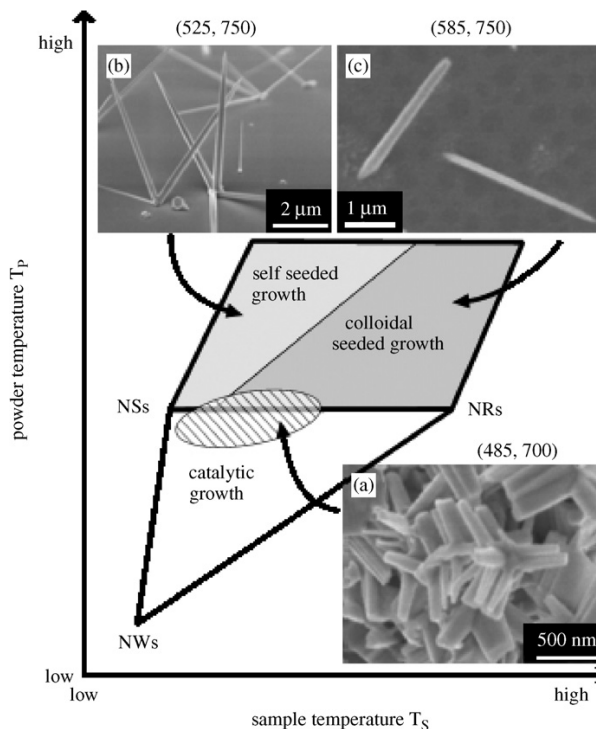 (525, 750)
(585, 750)
high
(b)
(c)
2 μm
1 μm
self seeded
growth
colloidal
seeded growth
powder temperature T_P
NSs
NRs
(485, 700)
catalytic
growth
(a)
NWs
500 nm
low
low
high
sample temperature T_S